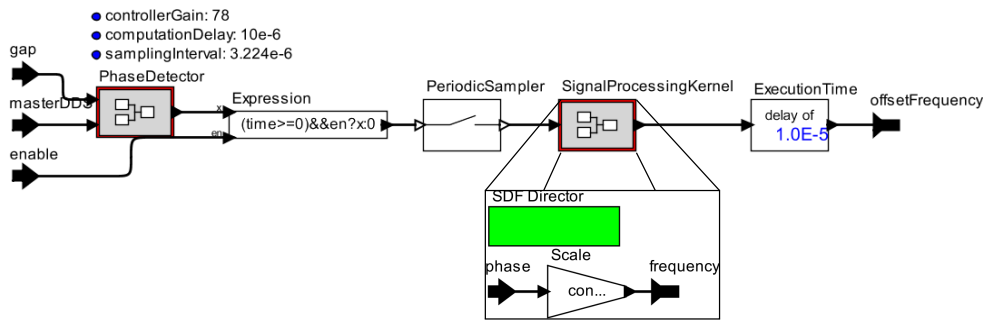 controllerGain: 78
computationDelay: 10e-6
samplingInterval: 3.224e-6
gap
PhaseDetector
masterDDS
enable
x
en
Expression
(time>=0)&&en?x:0
PeriodicSampler
SignalProcessingKernel
ExecutionTime
delay of
1.0E-5
offsetFrequency
SDF Director
Scale
phase
con...
frequency